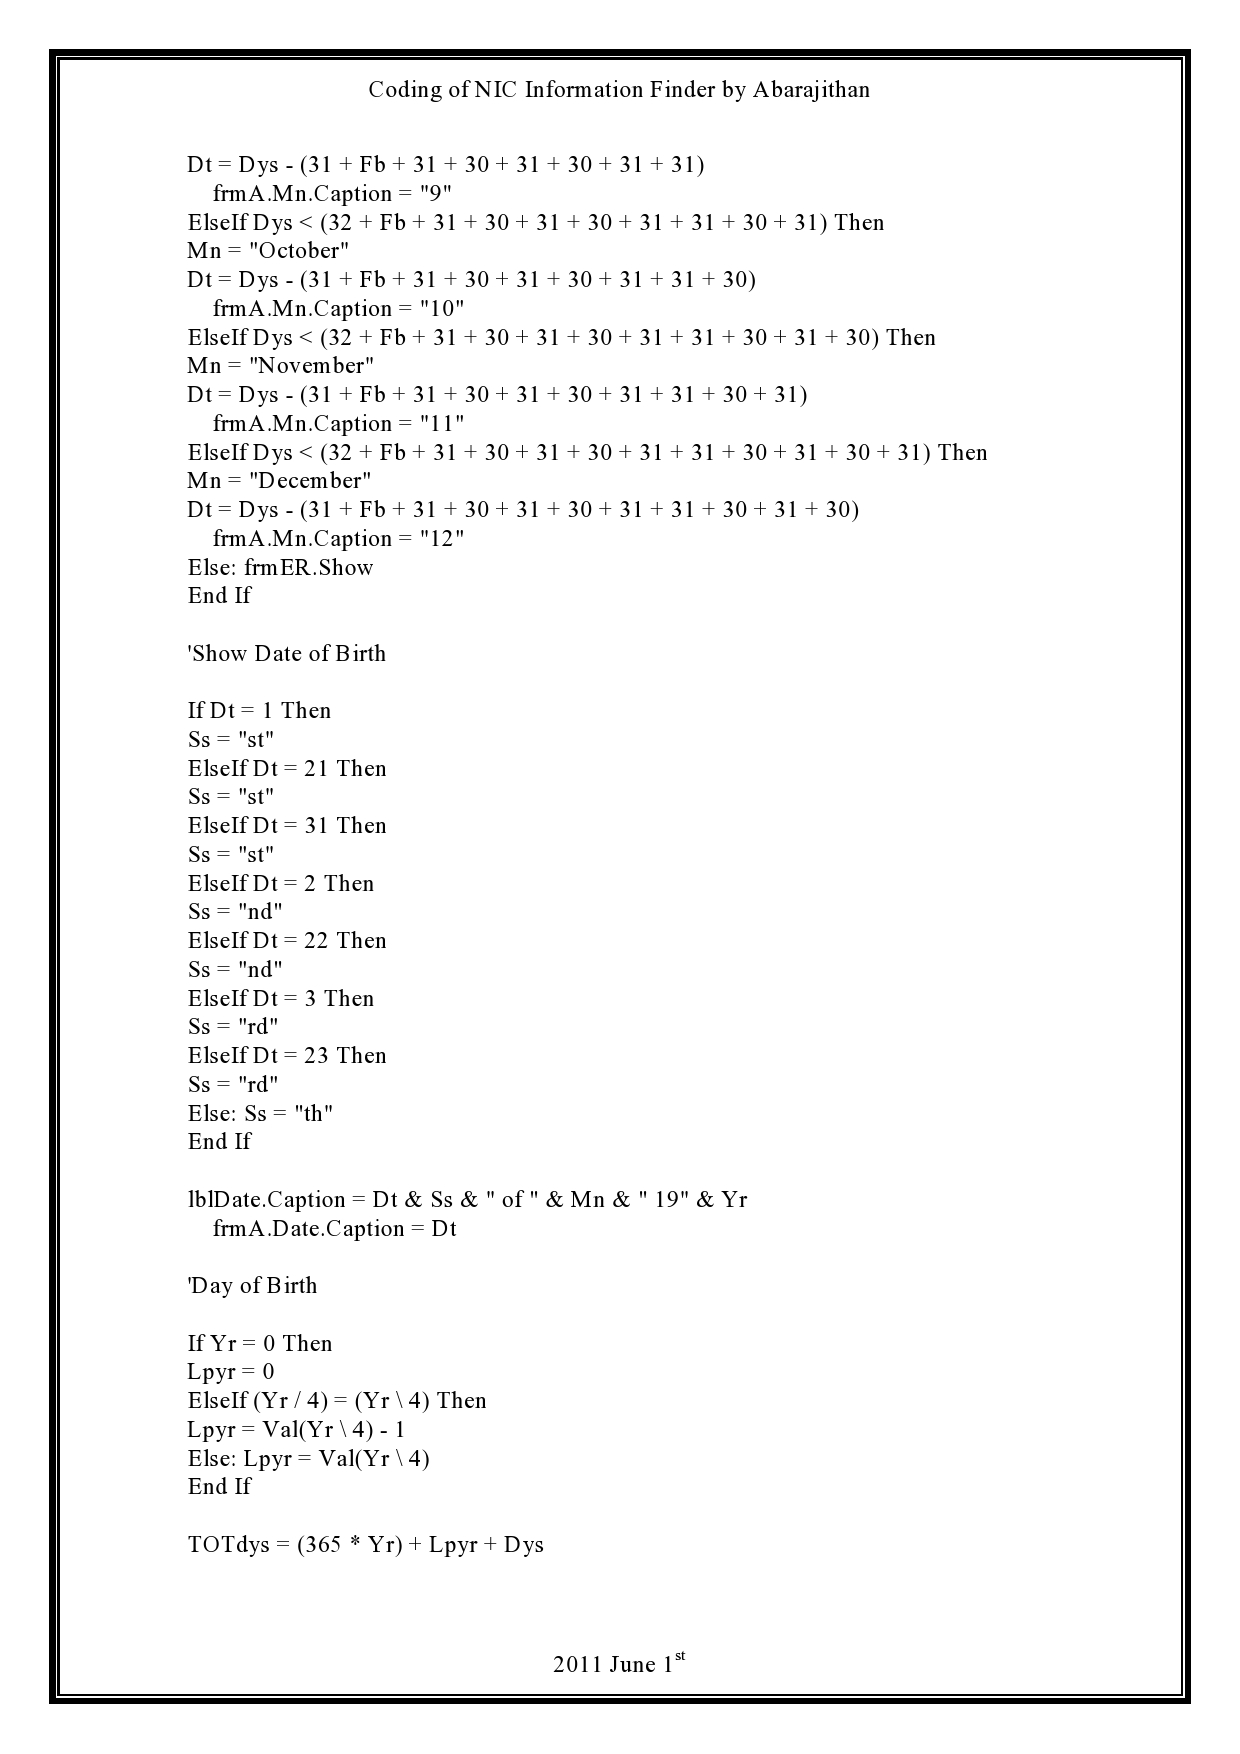 Coding of NIC Information Finder by Abarajithan
Dt = Dys - (31 + Fb + 31 + 30 + 31 + 30 + 31 + 31)
frmA.Mn.Caption = "9"
ElseIf Dys < (32 + Fb + 31 + 30 + 31 + 30 + 31 + 31 + 30 + 31) Then
Mn = "October"
Dt = Dys - (31 + Fb + 31 + 30 + 31 + 30 + 31 + 31 + 30)
frmA.Mn.Caption = "10"
ElseIf Dys < (32 + Fb + 31 + 30 + 31 + 30 + 31 + 31 + 30 + 31 + 30) Then
Mn = "November"
Dt = Dys - (31 + Fb + 31 + 30 + 31 + 30 + 31 + 31 + 30 + 31)
frmA.Mn.Caption = "11"
ElseIf Dys < (32 + Fb + 31 + 30 + 31 + 30 + 31 + 31 + 30 + 31 + 30 + 31) Then
Mn = "December"
Dt = Dys - (31 + Fb + 31 + 30 + 31 + 30 + 31 + 31 + 30 + 31 + 30)
frmA.Mn.Caption = "12"
Else: frmER.Show
End If
'Show Date of Birth
If Dt = 1 Then
Ss = "st"
ElseIf Dt = 21 Then
Ss = "st"
ElseIf Dt = 31 Then
Ss = "st"
ElseIf Dt = 2 Then
Ss = "nd"
ElseIf Dt = 22 Then
Ss = "nd"
ElseIf Dt = 3 Then
Ss = "rd"
ElseIf Dt = 23 Then
Ss = "rd"
Else: Ss = "th"
End If
lblDate.Caption = Dt & Ss & " of " & Mn & " 19" & Yr
frmA.Date.Caption = Dt
'Day of Birth
If Yr = 0 Then
Lpyr = 0
ElseIf (Yr / 4) = (Yr \ 4) Then
Lpyr = Val(Yr \ 4) - 1
Else: Lpyr = Val(Yr \ 4)
End If
TOTdys = (365 * Yr) + Lpyr + Dys
2011 June 1st